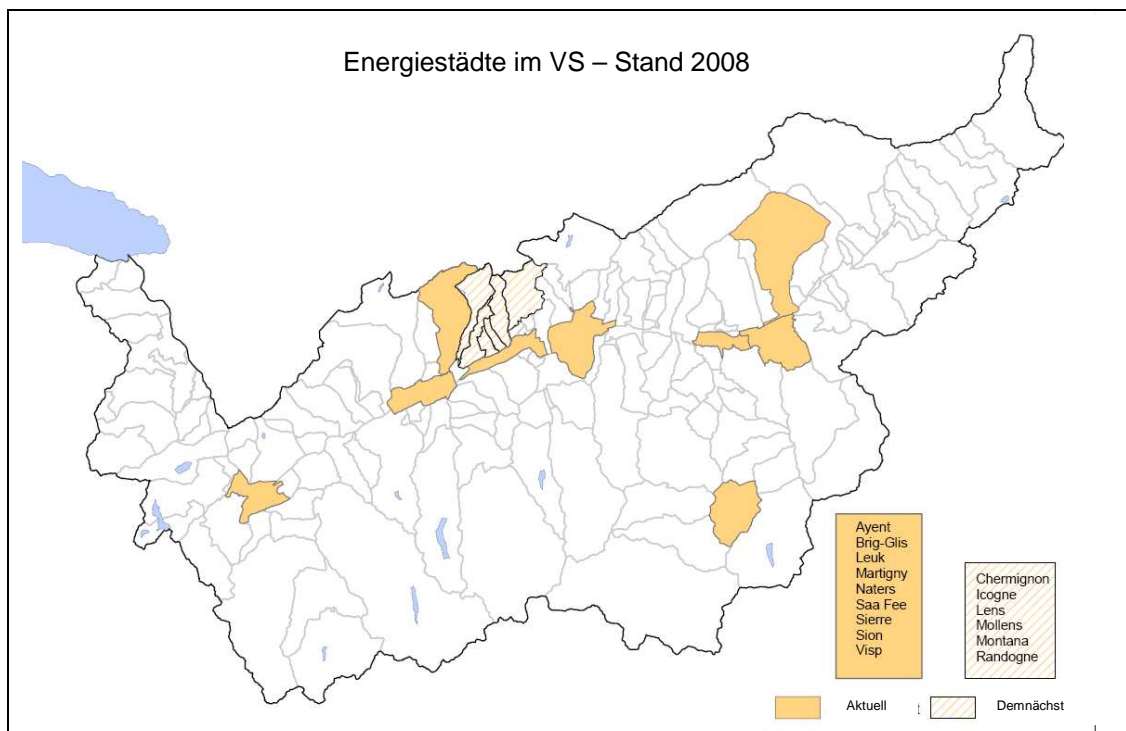 Energiestädte im VS – Stand 2008
Ayent
Brig-Glis
Leuk
Martigny
Naters
Saa Fee
Sierre
Sion
Visp
Chermignon
Icogne
Lens
Mollens
Montana
Randogne
Aktuell
Demnächst